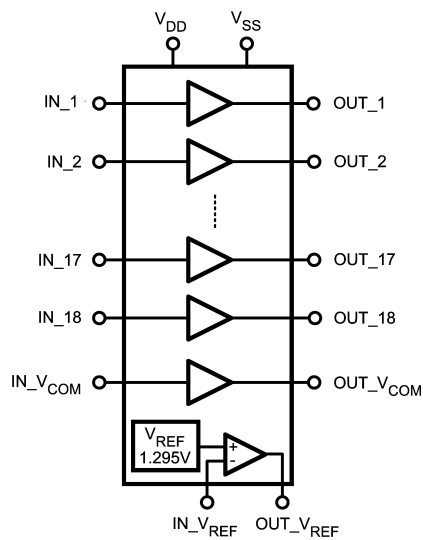 VDD VSS
IN_1 OUT_1
IN_2 OUT_2
IN_17 OUT_17
IN_18 OUT_18
IN_VCOM OUT_VCOM
VREF
1.295V
+
-
IN_VREF OUT_VREF